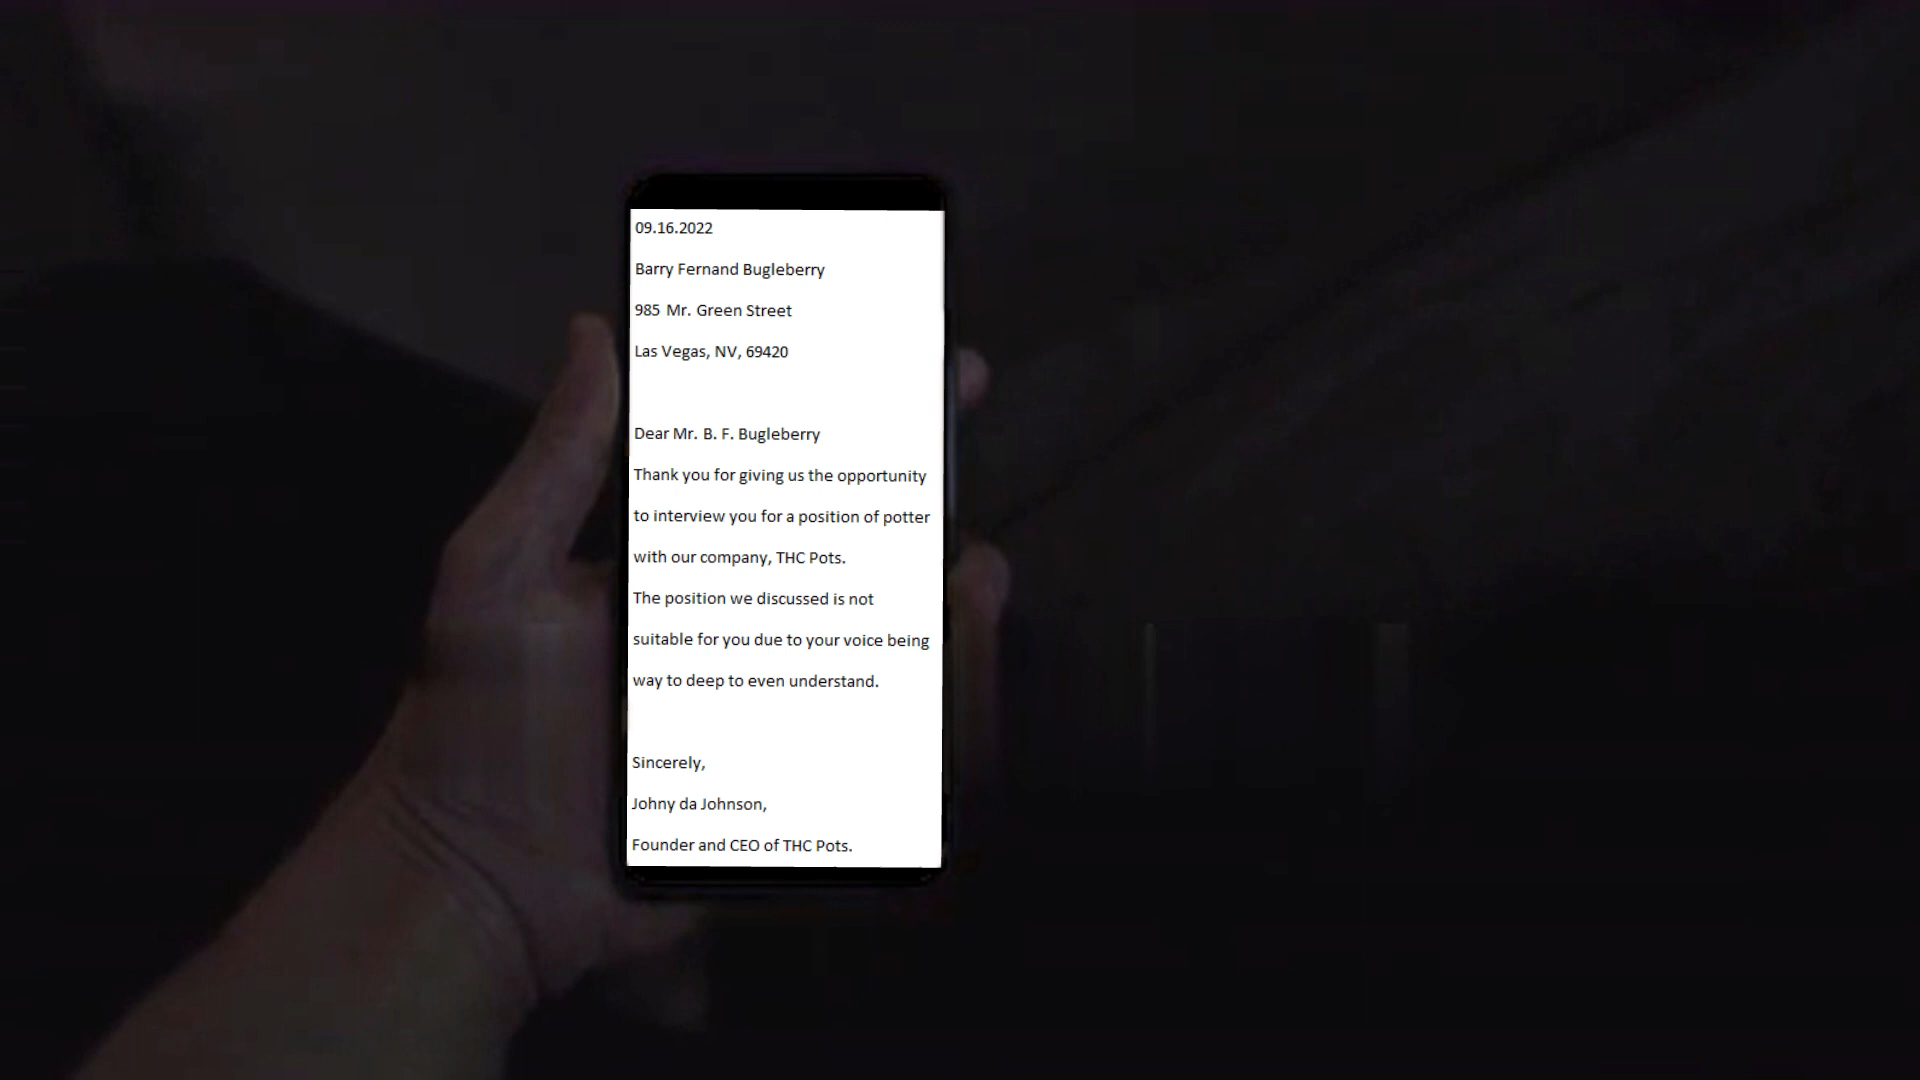 09.16.2022
Barry Fernand Bugleberry
985 Mr. Green Street
Las Vegas, NV, 69420
Dear Mr. B. F. Bugleberry
Thank you for giving us the opportunity
to interview you for a position of potter
with our company, THC Pots.
The position we discussed is not
suitable for you due to your voice being
way to deep to even understand.
Sincerely,
Johny da Johnson,
Founder and CEO of THC Pots.